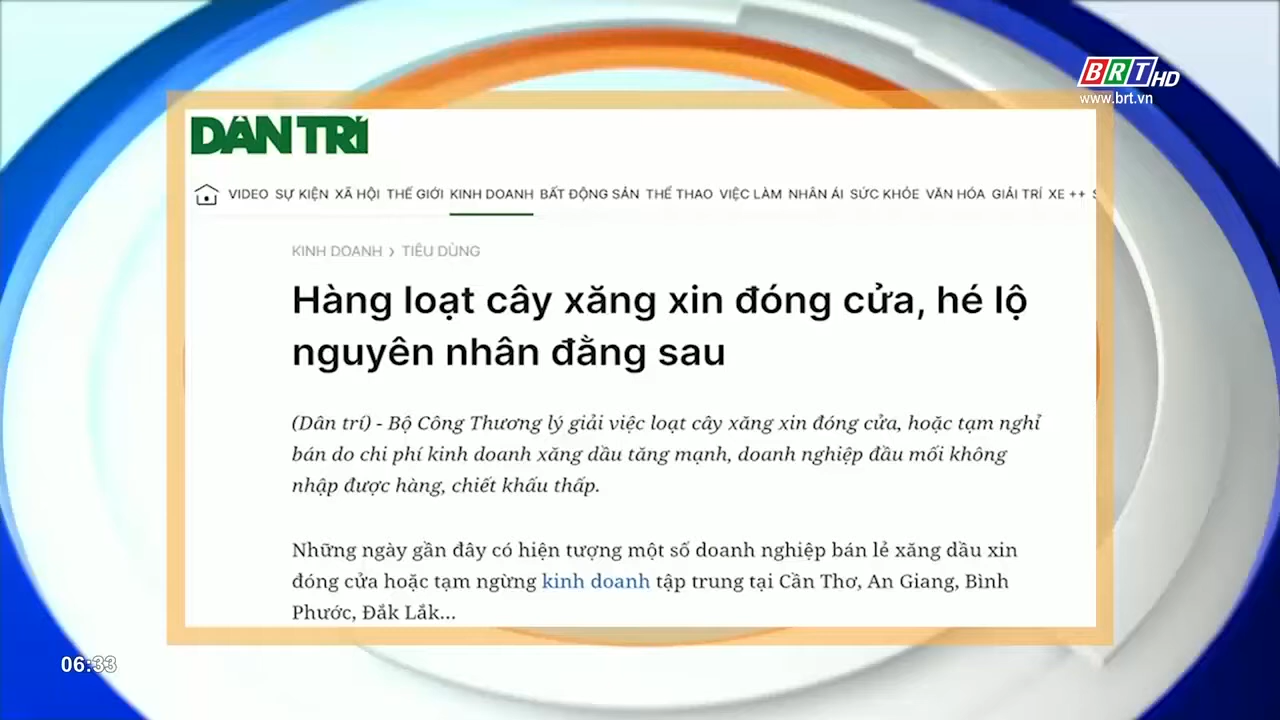 BRTHD
www.brt.vn
DÂN TRÍ
VIDEO SỰ KIỆN XÃ HỘI THẾ GIỚI KINH DOANH BẤT ĐỘNG SẢN THỂ THAO VIỆC LÀM NHÂN ÁI SỨC KHỎE VĂN HÓA GIẢI TRÍ XE ++
KINH DOANH › TIÊU DÙNG
Hàng loạt cây xăng xin đóng cửa, hé lộ
nguyên nhân đằng sau
(Dân trí) - Bộ Công Thương lý giải việc loạt cây xăng xin đóng cửa, hoặc tạm nghỉ
bán do chi phí kinh doanh xăng dầu tăng mạnh, doanh nghiệp đầu mối không
nhập được hàng, chiết khấu thấp.
Những ngày gần đây có hiện tượng một số doanh nghiệp bán lẻ xăng dầu xin
đóng cửa hoặc tạm ngừng kinh doanh tập trung tại Cần Thơ, An Giang, Bình
Phước, Đắk Lắk...
06:33